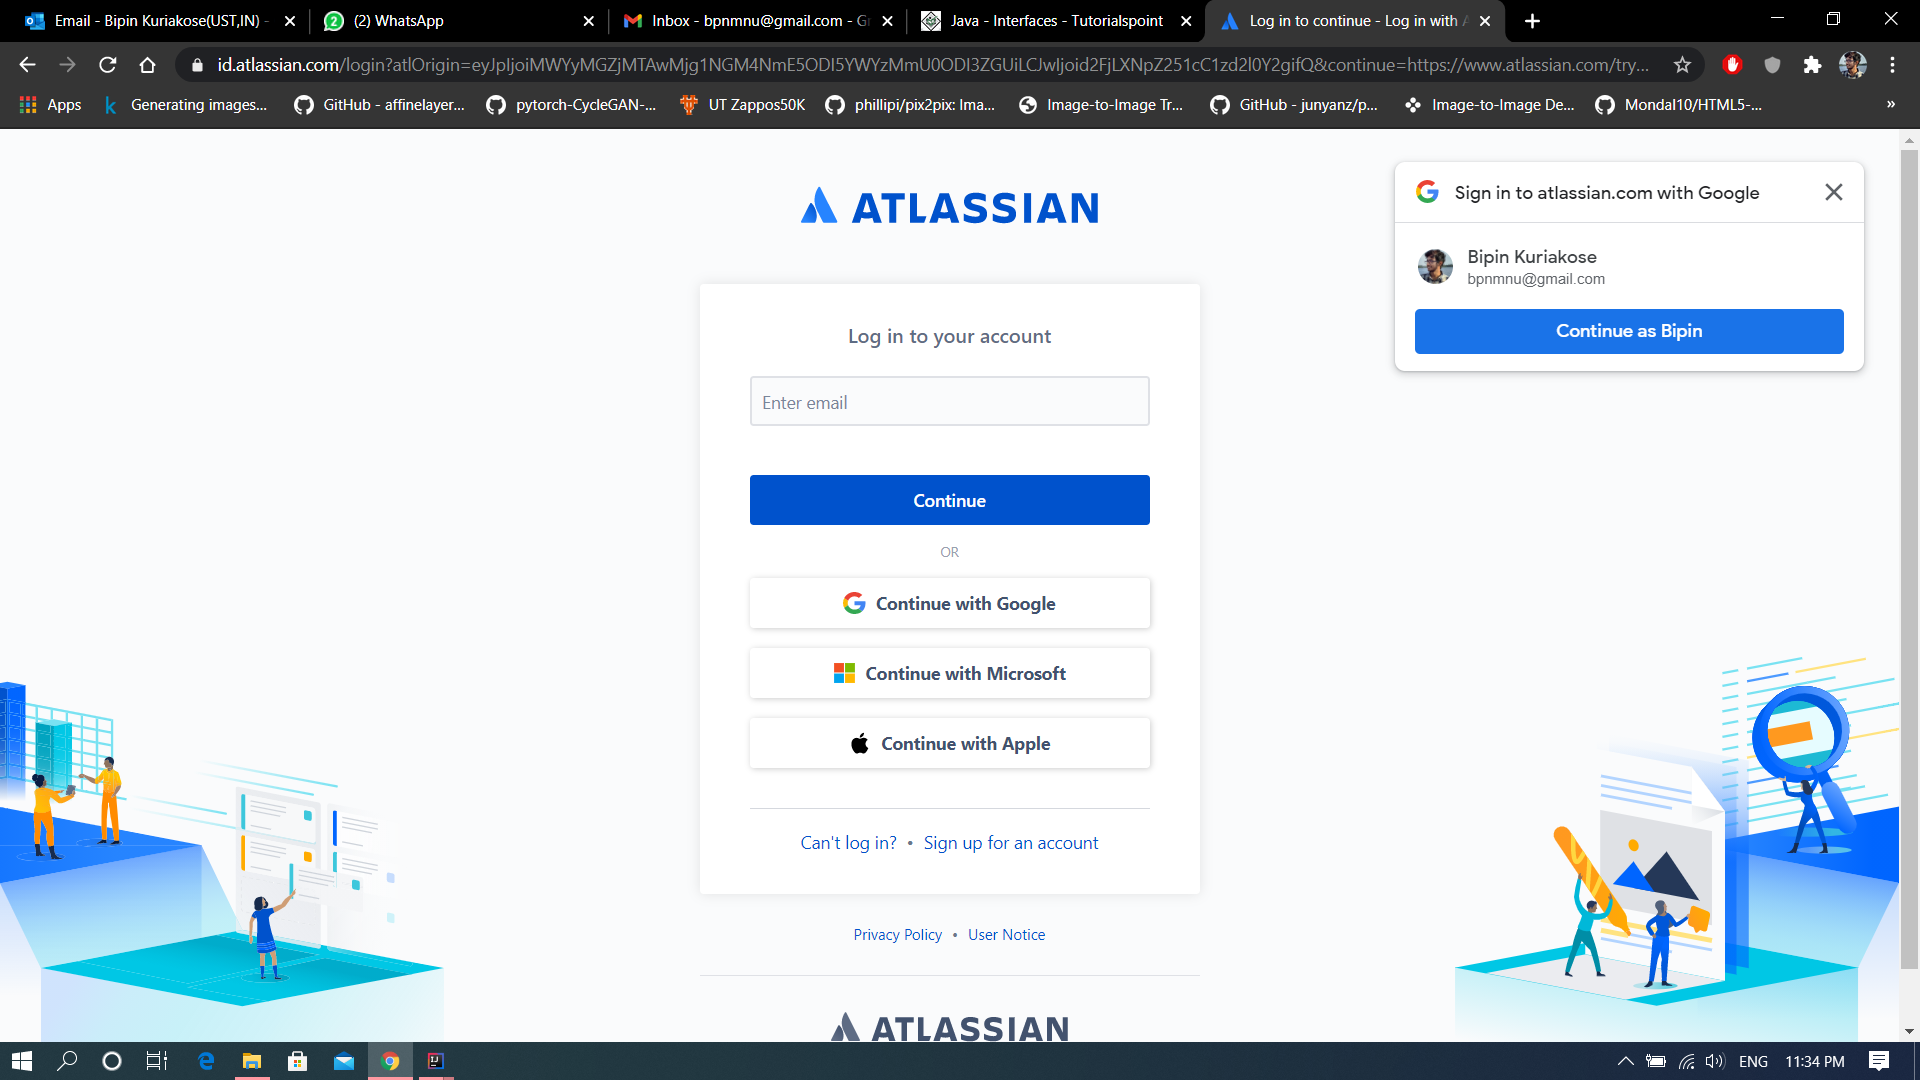 Email - Bipin Kuriakose(UST,IN) -
2 (2) WhatsApp
Inbox - bpnmnu@gmail.com - G
Java - Interfaces - Tutorialspoint
Log in to continue - Log in with A
id.atlassian.com/login?atlOrigin=eyJpIjoiMWYyMGZjMTAwMjg1NGM4NmE5ODI5YWYzMmU0ODI3ZGUiLCJwIjoid2FjLXNpZ251cC1zd2l0Y2gifQ&continue=https://www.atlassian.com/try...
Apps
Generating images...
GitHub - affinelayer...
pytorch-CycleGAN-...
UT Zappos50K
phillipi/pix2pix: Ima...
Image-to-Image Tr...
GitHub - junyanz/p...
Image-to-Image De...
Mondal10/HTML5-...
»
ATLASSIAN
Sign in to atlassian.com with Google
Bipin Kuriakose
bpnmnu@gmail.com
Continue as Bipin
Log in to your account
Enter email
Continue
OR
Continue with Google
Continue with Microsoft
Continue with Apple
Can't log in? • Sign up for an account
Privacy Policy • User Notice
ATLASSIAN
ENG
11:34 PM